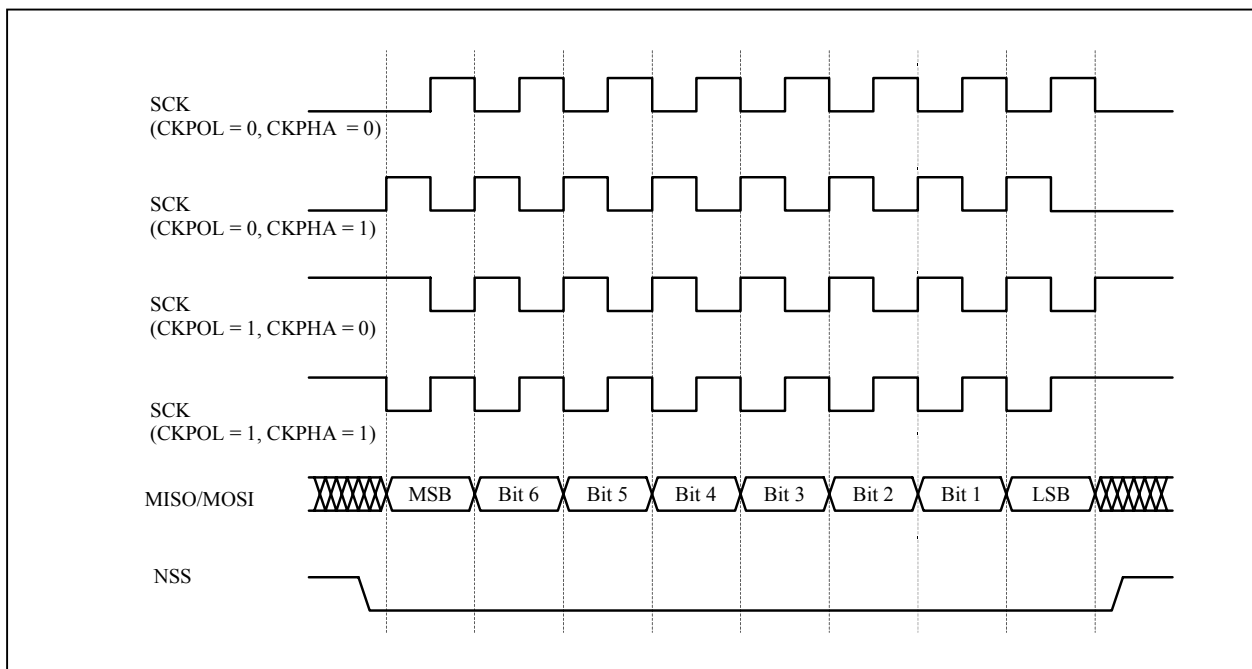 SCK
(CKPOL = 0, CKPHA = 0)
SCK
(CKPOL = 0, CKPHA = 1)
SCK
(CKPOL = 1, CKPHA = 0)
SCK
(CKPOL = 1, CKPHA = 1)
MISO/MOSI MSB Bit 6 Bit 5 Bit 4 Bit 3 Bit 2 Bit 1 LSB
NSS